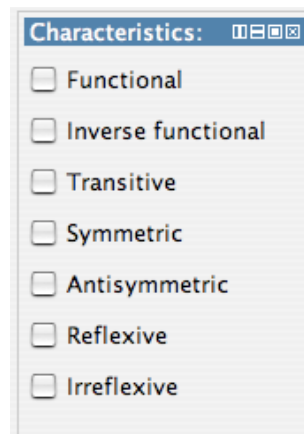 Characteristics:
Functional
Inverse functional
Transitive
Symmetric
Antisymmetric
Reflexive
Irreflexive